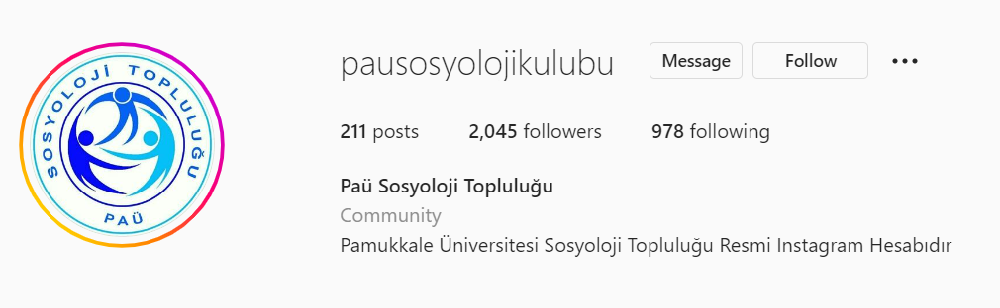 SOSYOLOJİ TOPLULUĞU
PAÜ
pausosyolojikulubu
Message
Follow
211 posts
2,045 followers
978 following
Paü Sosyoloji Topluluğu
Community
Pamukkale Üniversitesi Sosyoloji Topluluğu Resmi Instagram Hesabıdır